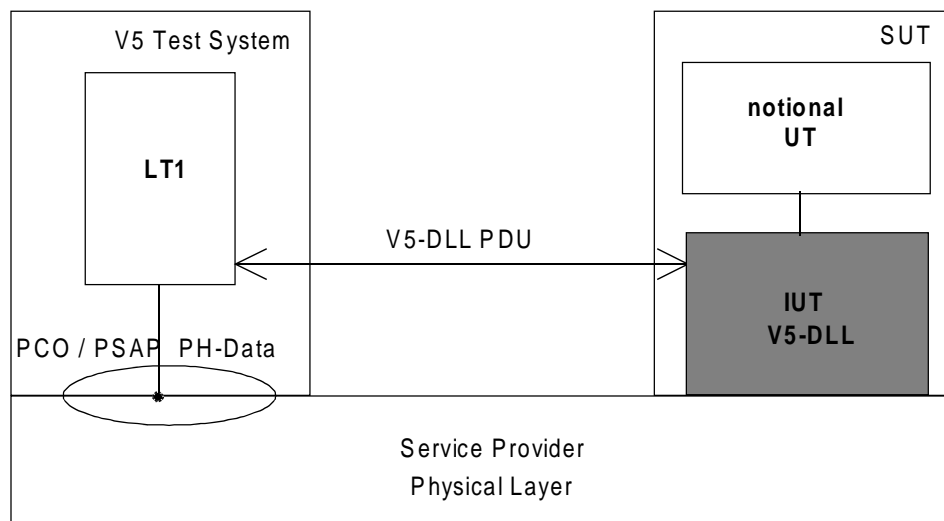 V5 Test System
SUT
LT1
notional
UT
V5-DLL PDU
IUT
V5-DLL
PCO / PSAP PH-Data
Service Provider
Physical Layer